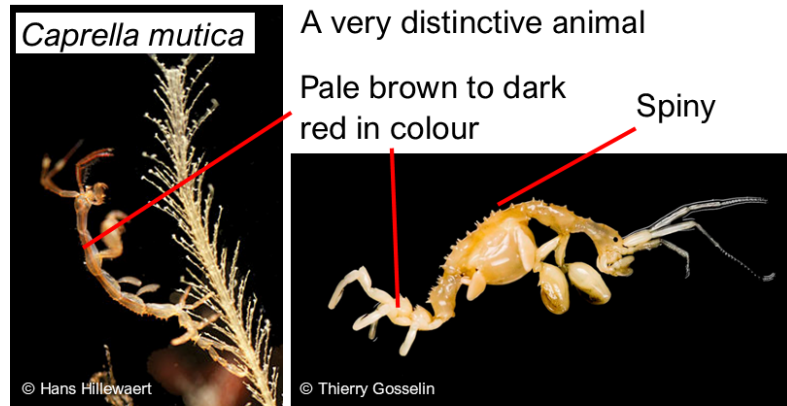 Caprella mutica
A very distinctive animal
Pale brown to dark
red in colour
Spiny
© Hans Hillewaert
© Thierry Gosselin